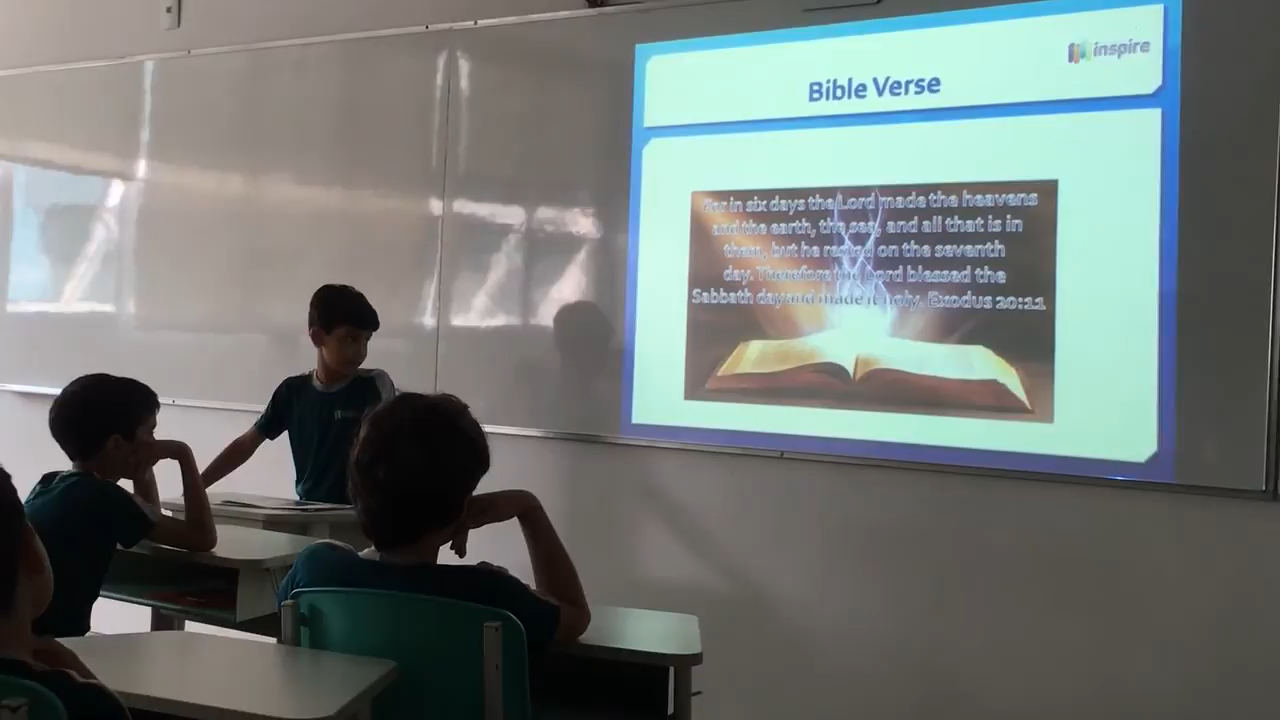 inspire
Bible Verse
For in six days the Lord made the heavens
and the earth, the sea, and all that is in
them, but he rested on the seventh
day. Therefore the Lord blessed the
Sabbath day and made it holy. Exodus 20:11